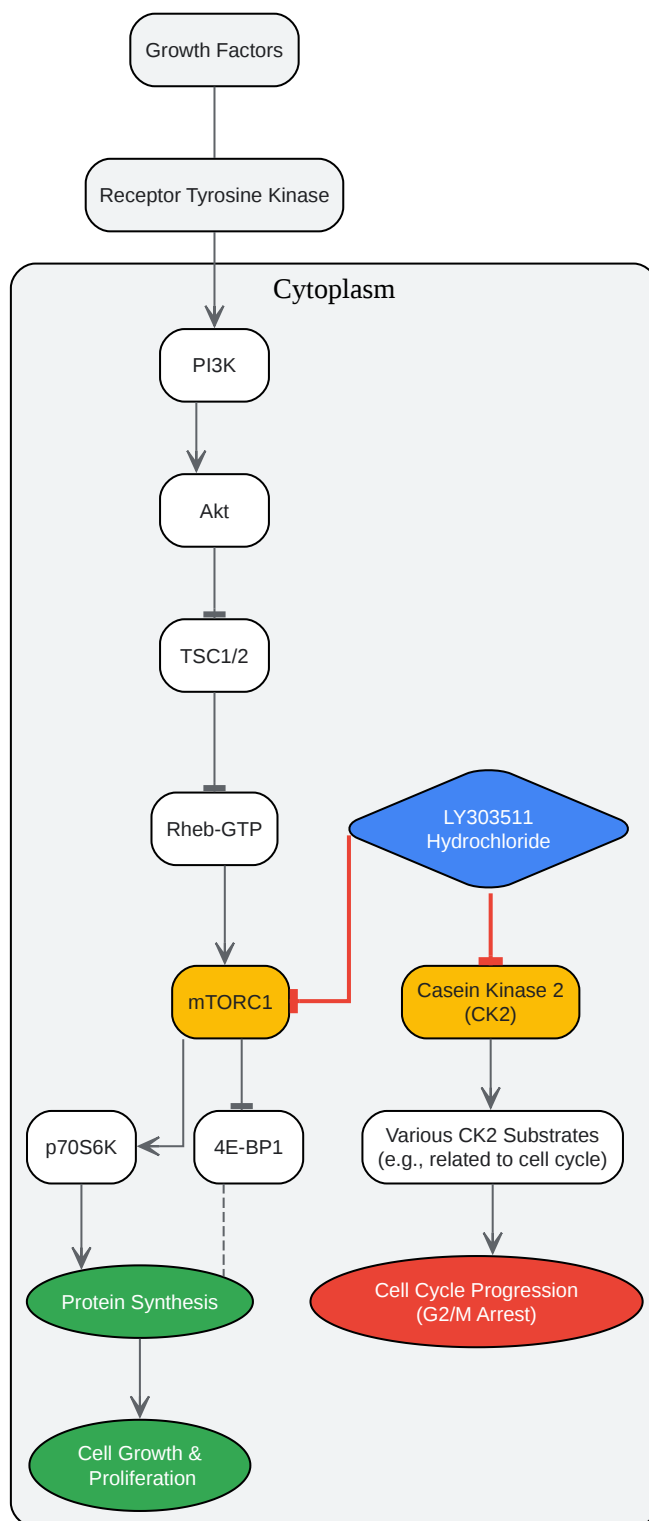 Growth Factors
Receptor Tyrosine Kinase
Cytoplasm
PI3K
Akt
TSC1/2
Rheb-GTP
LY303511
Hydrochloride
mTORC1
Casein Kinase 2
(CK2)
p70S6K
4E-BP1
Various CK2 Substrates
(e.g., related to cell cycle)
Protein Synthesis
Cell Cycle Progression
(G2/M Arrest)
Cell Growth &
Proliferation